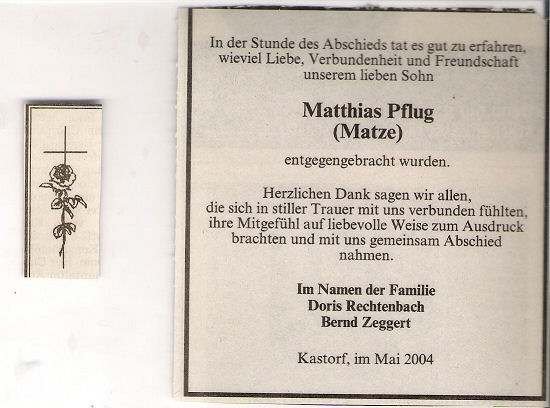 In der Stunde des Abschieds tat es gut zu erfahren,
wieviel Liebe, Verbundenheit und Freundschaft
unserem lieben Sohn
Matthias Pflug
(Matze)
entgegengebracht wurden.
Herzlichen Dank sagen wir allen,
die sich in stiller Trauer mit uns verbunden fühlten,
ihre Mitgefühl auf liebevolle Weise zum Ausdruck
brachten und mit uns gemeinsam Abschied
nahmen.
Im Namen der Familie
Doris Rechtenbach
Bernd Zeggert
Kastorf, im Mai 2004